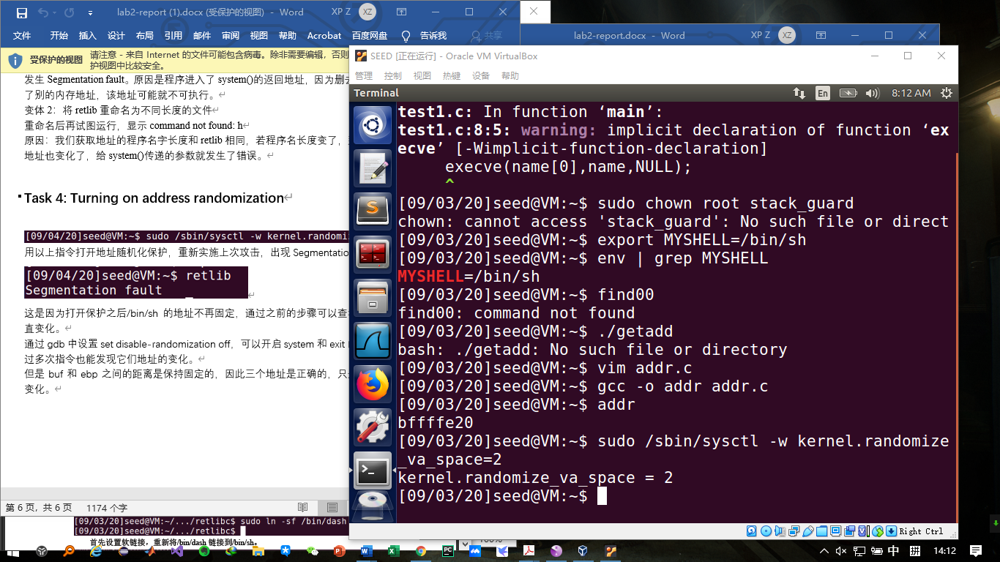 lab2-report (1).docx (受保护的视图) - Word
XP Z
XZ
文件 开始 插入 设计 布局 引用 邮件 审阅 视图 帮助 Acrobat 百度网盘 告诉我 共享
受保护的视图
请注意 - 来自 Internet 的文件可能包含病毒。除非需要编辑，否则
护视图中比较安全。
发生 Segmentation fault。原因是程序进入了 system()的返回地址，因为删
了别的内存地址，该地址可能就不可执行。
变体 2：将 retlib 重命名为不同长度的文件
重命名后再试图运行，显示 command not found: h
原因：我们获取地址的程序名字长度和 retlib 相同，若程序名长度变了，
地址也变化了，给 system()传递的参数就发生了错误。
Task 4: Turning on address randomization
[09/04/20]seed@VM:~$ sudo /sbin/sysctl -w kernel.randomi
用以上指令打开地址随机化保护，重新实施上次攻击，出现 Segmentatio
[09/04/20]seed@VM:~$ retlib
Segmentation fault
这是因为打开保护之后/bin/sh 的地址不再固定，通过之前的步骤可以查
直变化。
通过 gdb 中设置 set disable-randomization off，可以开启 system 和 exit
过多次指令也能发现它们地址的变化。
但是 buf 和 ebp 之间的距离是保持固定的，因此三个地址是正确的，只
变化。
第 6 页，共 6 页 1174 个字
[09/03/20]seed@VM:~/.../retlibc$ sudo ln -sf /bin/dash
[09/03/20]seed@VM:~/.../retlibc$
首先设置软链接，重新将/bin/dash 链接到/bin/sh。
lab2-report.docx - Word
XP Z
XZ
SEED [正在运行] - Oracle VM VirtualBox
管理 控制 视图 热键 设备 帮助
Terminal
En
8:12 AM
test1.c: In function ‘main’:
test1.c:8:5: warning: implicit declaration of function ‘ex
ecve’ [-Wimplicit-function-declaration]
execve(name[0],name,NULL);
^
[09/03/20]seed@VM:~$ sudo chown root stack_guard
chown: cannot access 'stack_guard': No such file or direct
[09/03/20]seed@VM:~$ export MYSHELL=/bin/sh
[09/03/20]seed@VM:~$ env | grep MYSHELL
MYSHELL=/bin/sh
[09/03/20]seed@VM:~$ find00
find00: command not found
[09/03/20]seed@VM:~$ ./getadd
bash: ./getadd: No such file or directory
[09/03/20]seed@VM:~$ vim addr.c
[09/03/20]seed@VM:~$ gcc -o addr addr.c
[09/03/20]seed@VM:~$ addr
bffffe20
[09/03/20]seed@VM:~$ sudo /sbin/sysctl -w kernel.randomize
_va_space=2
kernel.randomize_va_space = 2
[09/03/20]seed@VM:~$
Right Ctrl
中 拼 14:12